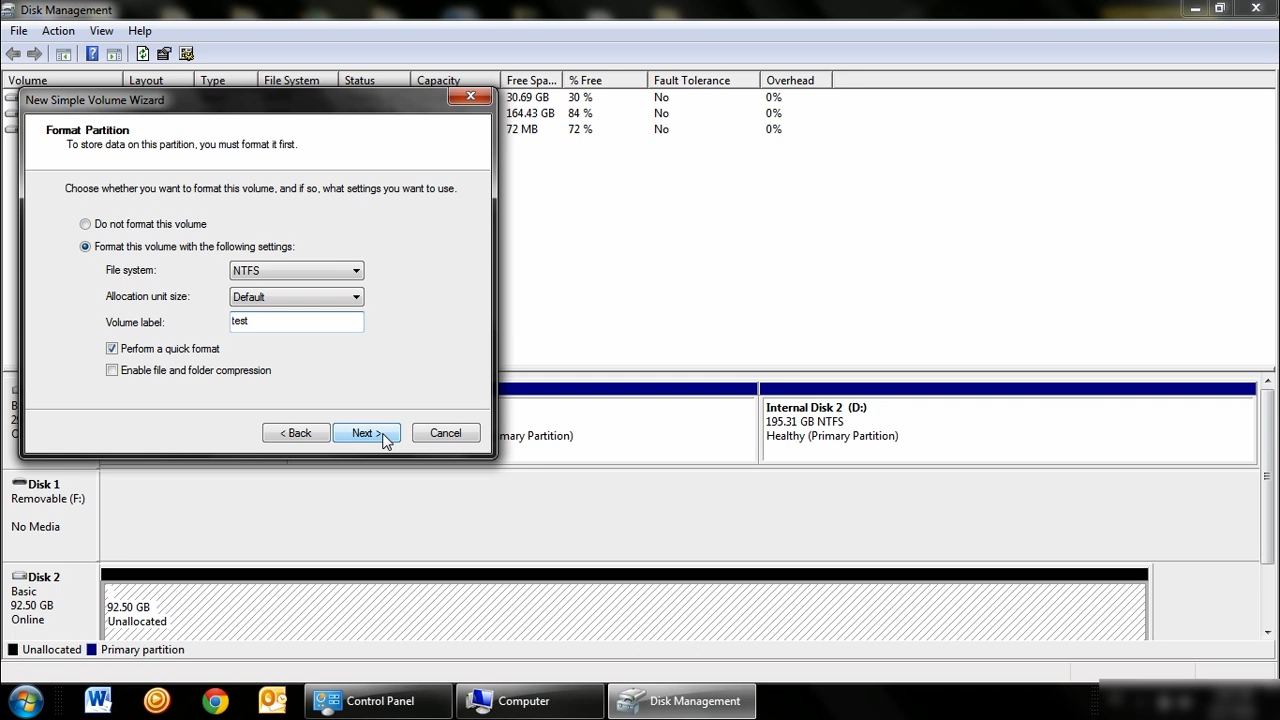 Disk Management
File Action View Help
Volume Layout Type File System Status Capacity Free Spa... % Free Fault Tolerance Overhead
30.69 GB 30 % No 0%
164.43 GB 84 % No 0%
72 MB 72 % No 0%
New Simple Volume Wizard
Format Partition
To store data on this partition, you must format it first.
Choose whether you want to format this volume, and if so, what settings you want to use.
Do not format this volume
Format this volume with the following settings:
File system: NTFS
Allocation unit size: Default
Volume label: test
Perform a quick format
Enable file and folder compression
< Back Next > Cancel
mary Partition)
Internal Disk 2 (D:)
195.31 GB NTFS
Healthy (Primary Partition)
Disk 1
Removable (F:)
No Media
Disk 2
Basic
92.50 GB
Online
92.50 GB
Unallocated
Unallocated Primary partition
Control Panel Computer Disk Management